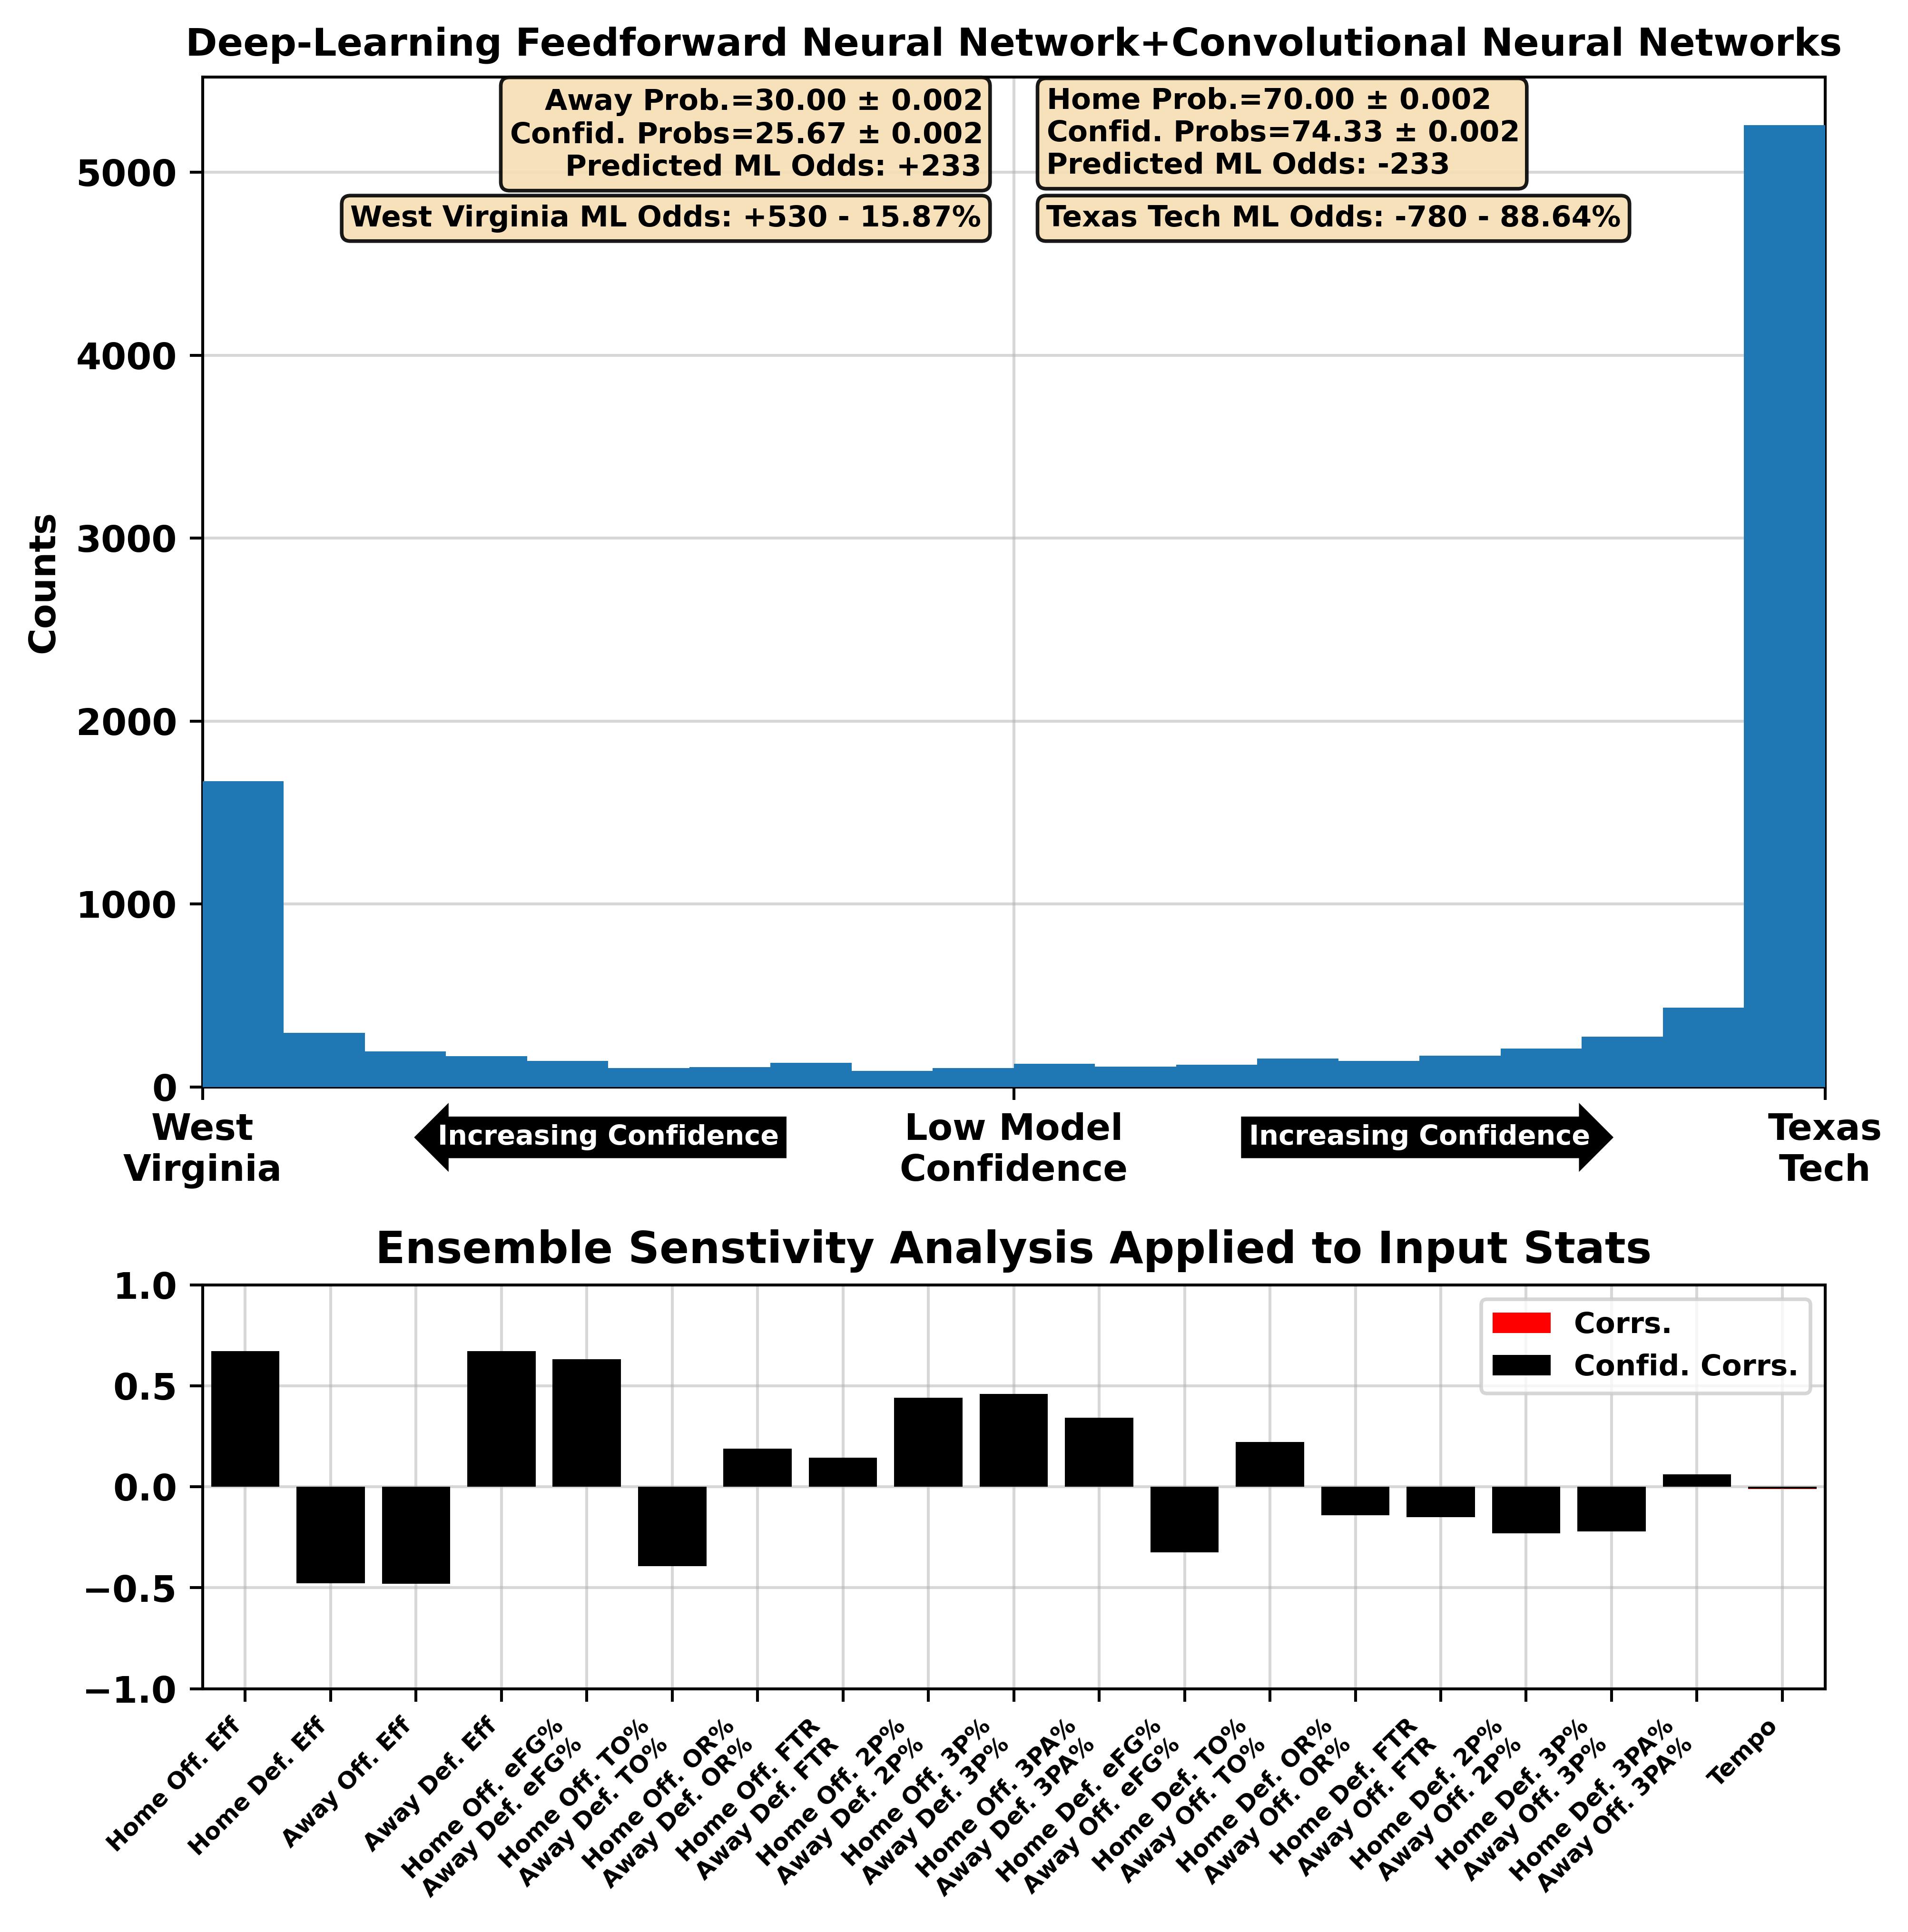 Deep-Learning Feedforward Neural Network+Convolutional Neural Networks
Away Prob.=30.00 ± 0.002
Confid. Probs=25.67 ± 0.002
Predicted ML Odds: +233
West Virginia ML Odds: +530 - 15.87%
Home Prob.=70.00 ± 0.002
Confid. Probs=74.33 ± 0.002
Predicted ML Odds: -233
Texas Tech ML Odds: -780 - 88.64%
Counts
5000
4000
3000
2000
1000
0
West
Virginia
Increasing Confidence
Low Model
Confidence
Increasing Confidence
Texas
Tech
Ensemble Senstivity Analysis Applied to Input Stats
1.0
0.5
0.0
−0.5
−1.0
Corrs.
Confid. Corrs.
Home Off. Eff
Home Def. Eff
Away Off. Eff
Away Def. Eff
Home Off. eFG%
Away Def. eFG%
Home Off. TO%
Away Def. TO%
Home Off. OR%
Away Def. OR%
Home Off. FTR
Away Def. FTR
Home Off. 2P%
Away Def. 2P%
Home Off. 3P%
Away Def. 3P%
Home Off. 3PA%
Away Def. 3PA%
Home Def. eFG%
Away Off. eFG%
Home Def. TO%
Away Off. TO%
Home Def. OR%
Away Off. OR%
Home Def. FTR
Away Off. FTR
Home Def. 2P%
Away Off. 2P%
Home Def. 3P%
Away Off. 3P%
Home Def. 3PA%
Away Off. 3PA%
Tempo